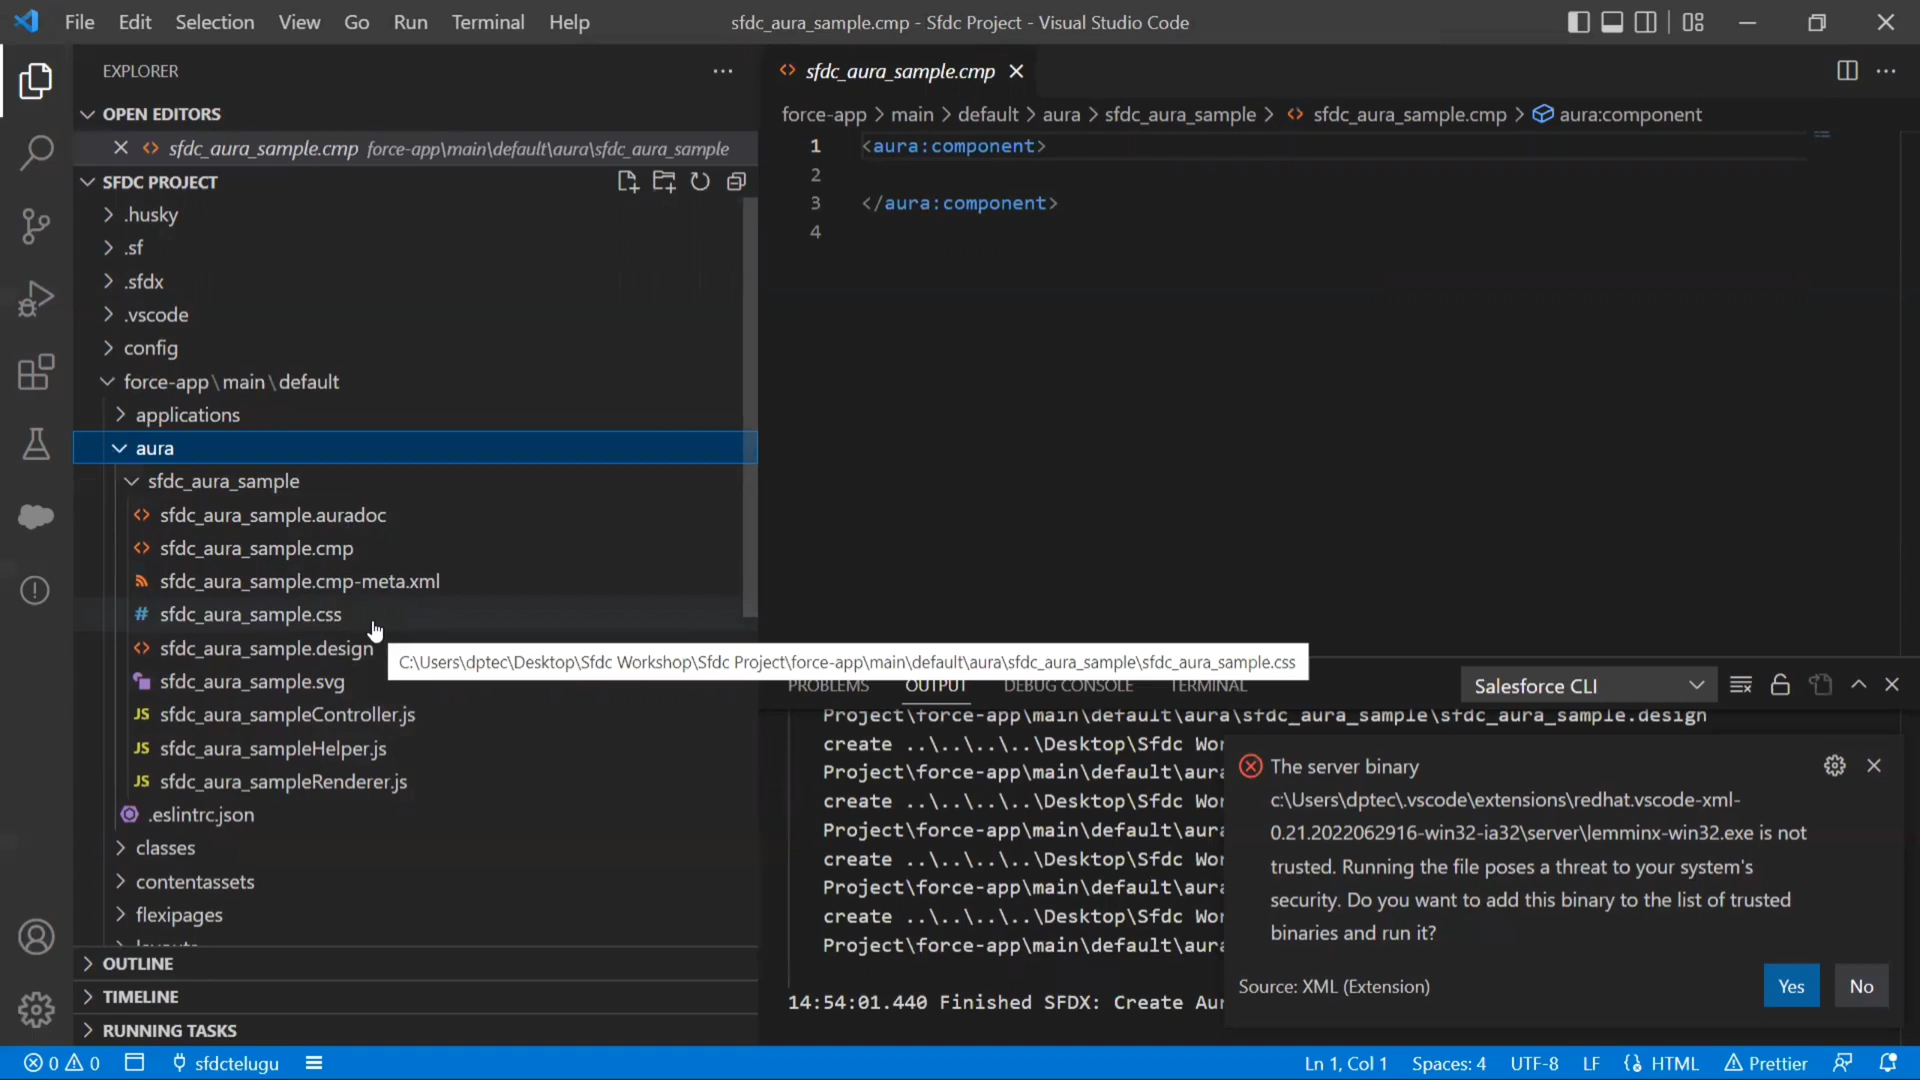 File Edit Selection View Go Run Terminal Help
sfdc_aura_sample.cmp - Sfdc Project - Visual Studio Code
EXPLORER
OPEN EDITORS
sfdc_aura_sample.cmp force-app\main\default\aura\sfdc_aura_sample
SFDC PROJECT
.husky
.sf
.sfdx
.vscode
config
force-app\main\default
applications
aura
sfdc_aura_sample
sfdc_aura_sample.auradoc
sfdc_aura_sample.cmp
sfdc_aura_sample.cmp-meta.xml
# sfdc_aura_sample.css
sfdc_aura_sample.design
sfdc_aura_sample.svg
JS sfdc_aura_sampleController.js
JS sfdc_aura_sampleHelper.js
JS sfdc_aura_sampleRenderer.js
.eslintrc.json
classes
contentassets
flexipages
layouts
OUTLINE
TIMELINE
RUNNING TASKS
sfdc_aura_sample.cmp
force-app > main > default > aura > sfdc_aura_sample > sfdc_aura_sample.cmp > aura:component
1 <aura:component>
2
3 </aura:component>
4
C:\Users\dptec\Desktop\Sfdc Workshop\Sfdc Project\force-app\main\default\aura\sfdc_aura_sample\sfdc_aura_sample.css
PROBLEMS OUTPUT DEBUG CONSOLE TERMINAL
Salesforce CLI
Project\force-app\main\default\aura\sfdc_aura_sample\sfdc_aura_sample.design
create ..\..\..\..\Desktop\Sfdc Wor
Project\force-app\main\default\aura
create ..\..\..\..\Desktop\Sfdc Wor
Project\force-app\main\default\aura
create ..\..\..\..\Desktop\Sfdc Wor
Project\force-app\main\default\aura
create ..\..\..\..\Desktop\Sfdc Wor
Project\force-app\main\default\aura
14:54:01.440 Finished SFDX: Create Aur
The server binary
c:\Users\dptec\.vscode\extensions\redhat.vscode-xml-
0.21.2022062916-win32-ia32\server\lemminx-win32.exe is not
trusted. Running the file poses a threat to your system's
security. Do you want to add this binary to the list of trusted
binaries and run it?
Source: XML (Extension)
Yes No
0 0 sfdctelugu
Ln 1, Col 1 Spaces: 4 UTF-8 LF {} HTML Prettier